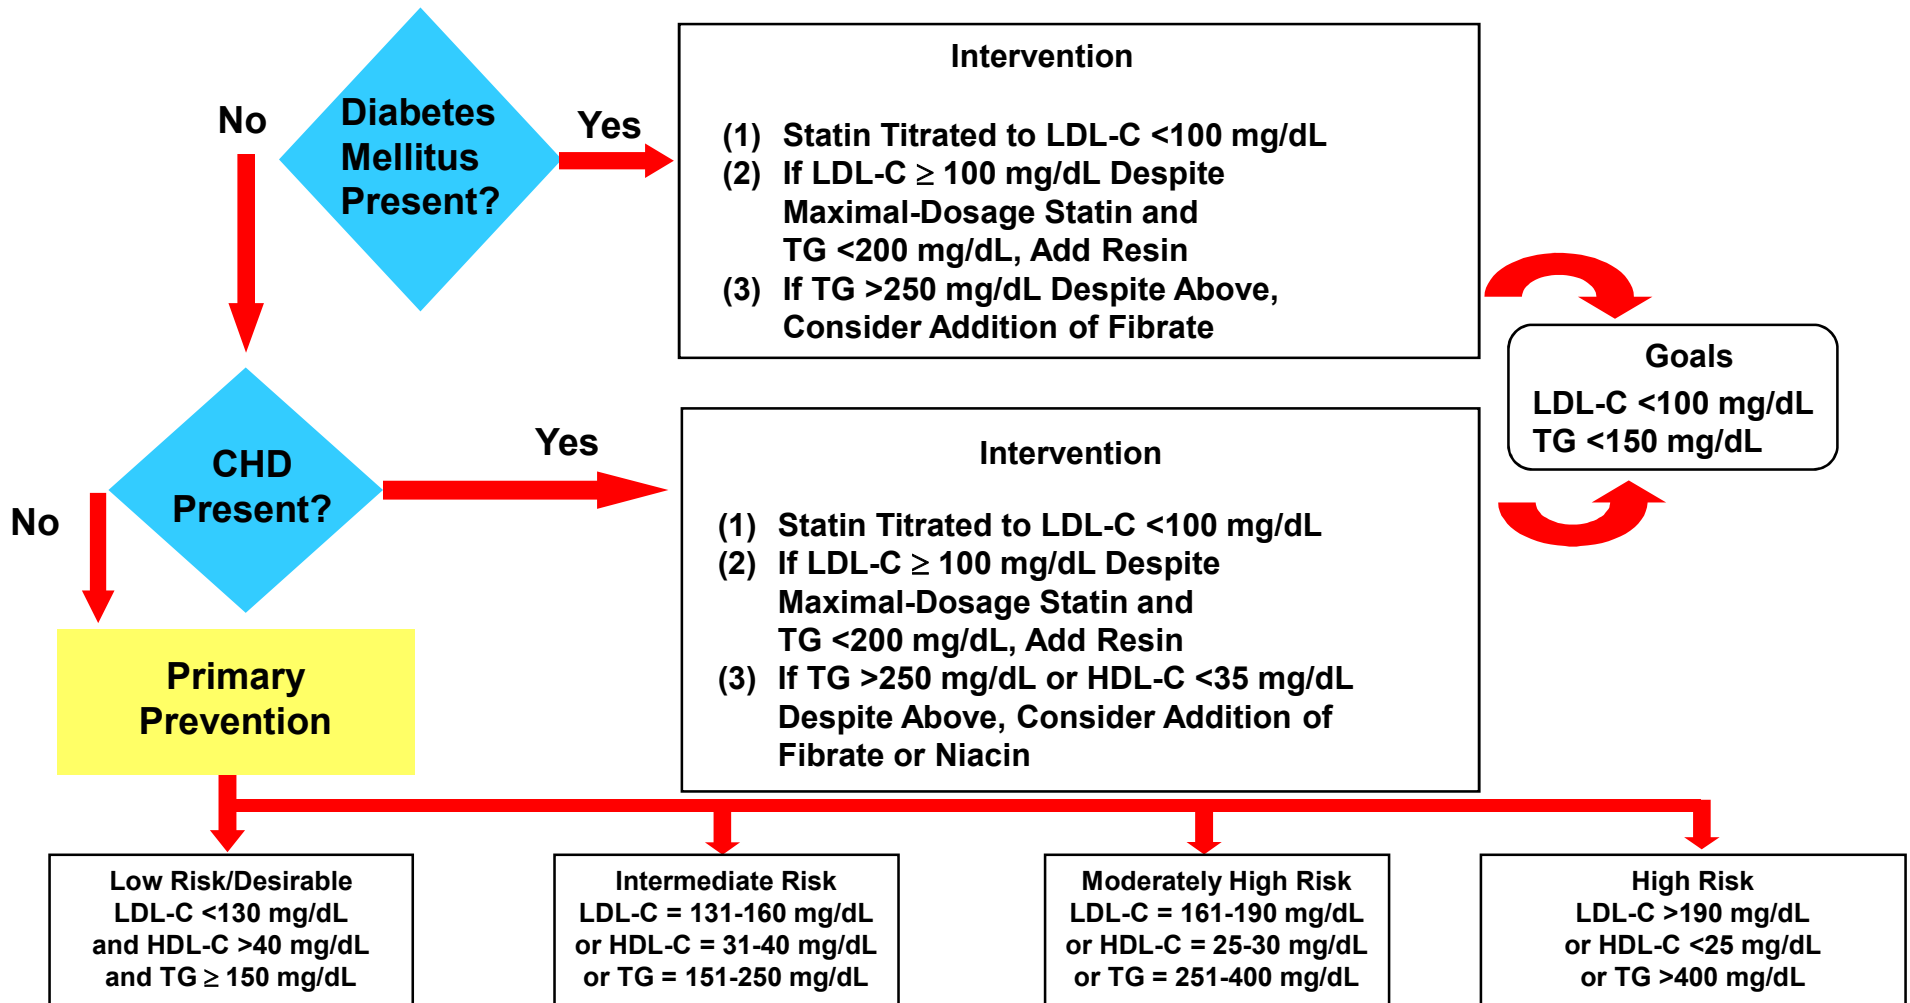 No
Diabetes
Mellitus
Present?
Yes
Intervention
(1) Statin Titrated to LDL-C <100 mg/dL
(2) If LDL-C ≥ 100 mg/dL Despite
Maximal-Dosage Statin and
TG <200 mg/dL, Add Resin
(3) If TG >250 mg/dL Despite Above,
Consider Addition of Fibrate
Goals
LDL-C <100 mg/dL
TG <150 mg/dL
CHD
Present?
Yes
No
Intervention
(1) Statin Titrated to LDL-C <100 mg/dL
(2) If LDL-C ≥ 100 mg/dL Despite
Maximal-Dosage Statin and
TG <200 mg/dL, Add Resin
(3) If TG >250 mg/dL or HDL-C <35 mg/dL
Despite Above, Consider Addition of
Fibrate or Niacin
Primary
Prevention
Low Risk/Desirable
LDL-C <130 mg/dL
and HDL-C >40 mg/dL
and TG ≥ 150 mg/dL
Intermediate Risk
LDL-C = 131-160 mg/dL
or HDL-C = 31-40 mg/dL
or TG = 151-250 mg/dL
Moderately High Risk
LDL-C = 161-190 mg/dL
or HDL-C = 25-30 mg/dL
or TG = 251-400 mg/dL
High Risk
LDL-C >190 mg/dL
or HDL-C <25 mg/dL
or TG >400 mg/dL